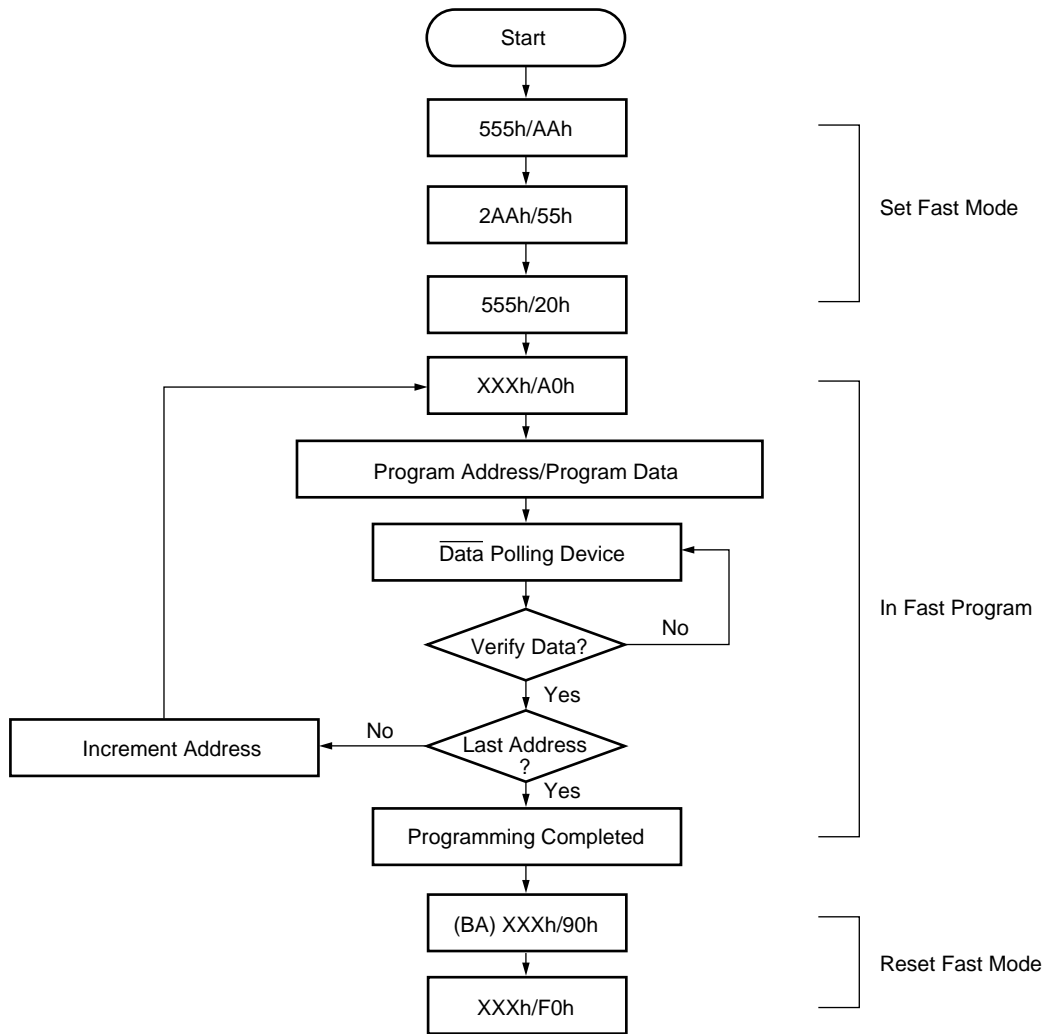 Start
555h/AAh
2AAh/55h
Set Fast Mode
555h/20h
XXXh/A0h
Program Address/Program Data
Data Polling Device
In Fast Program
Verify Data?
No
Yes
Increment Address
No
Last Address
?
Yes
Programming Completed
(BA) XXXh/90h
Reset Fast Mode
XXXh/F0h